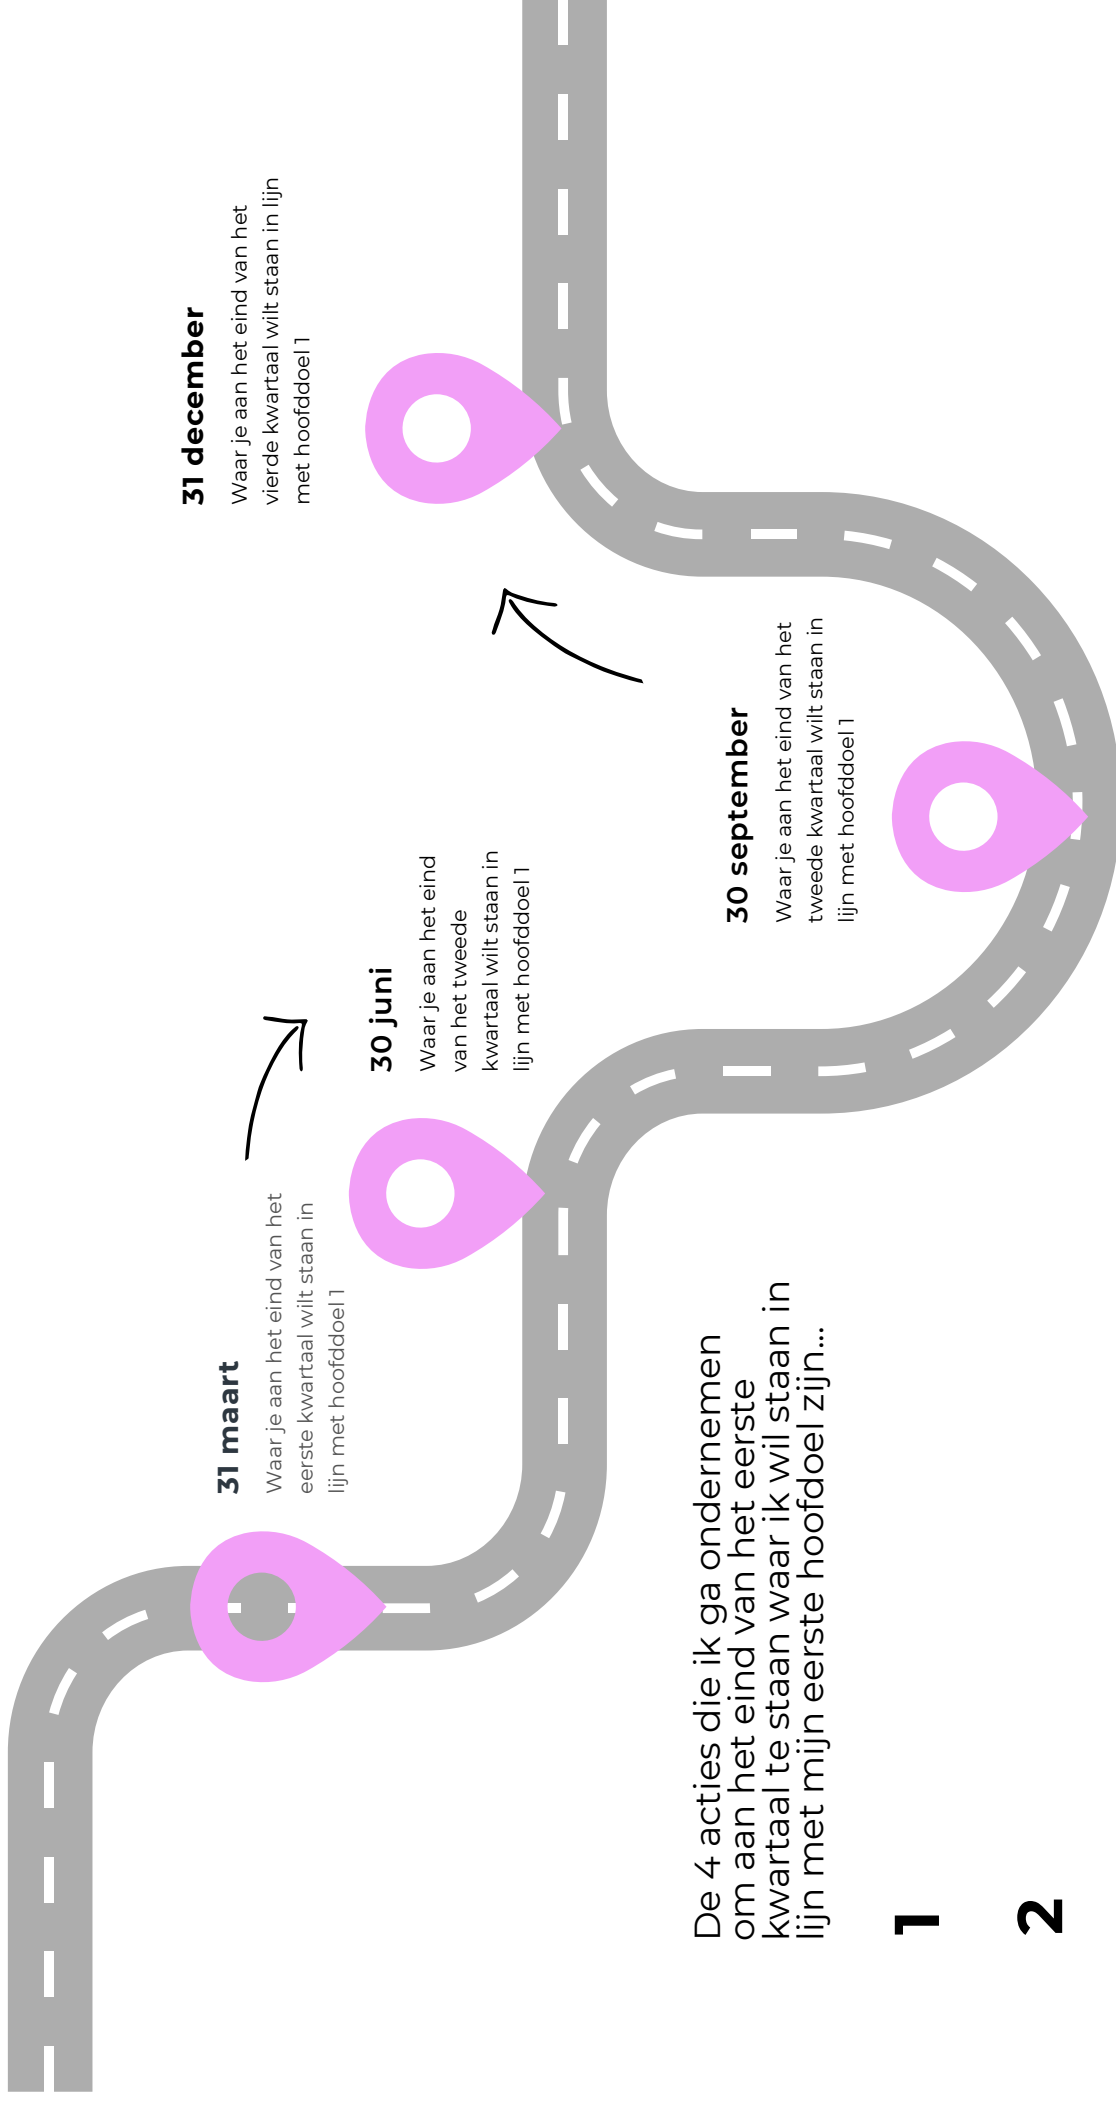 31 maart
Waar je aan het eind van het
eerste kwartaal wilt staan in
lijn met hoofddoel 1
30 juni
Waar je aan het eind
van het tweede
kwartaal wilt staan in
lijn met hoofddoel 1
30 september
Waar je aan het eind van het
tweede kwartaal wilt staan in
lijn met hoofddoel 1
31 december
Waar je aan het eind van het
vierde kwartaal wilt staan in lijn
met hoofddoel 1
De 4 acties die ik ga ondernemen
om aan het eind van het eerste
kwartaal te staan waar ik wil staan in
lijn met mijn eerste hoofdoel zijn...
1
2